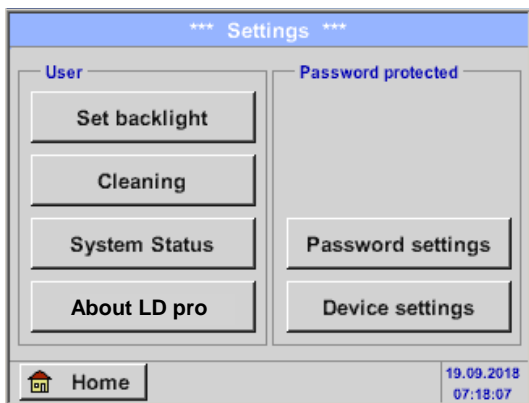 *** Settings ***
User
Set backlight
Cleaning
System Status
About LD pro
Password protected
Password settings
Device settings
Home
19.09.2018
07:18:07